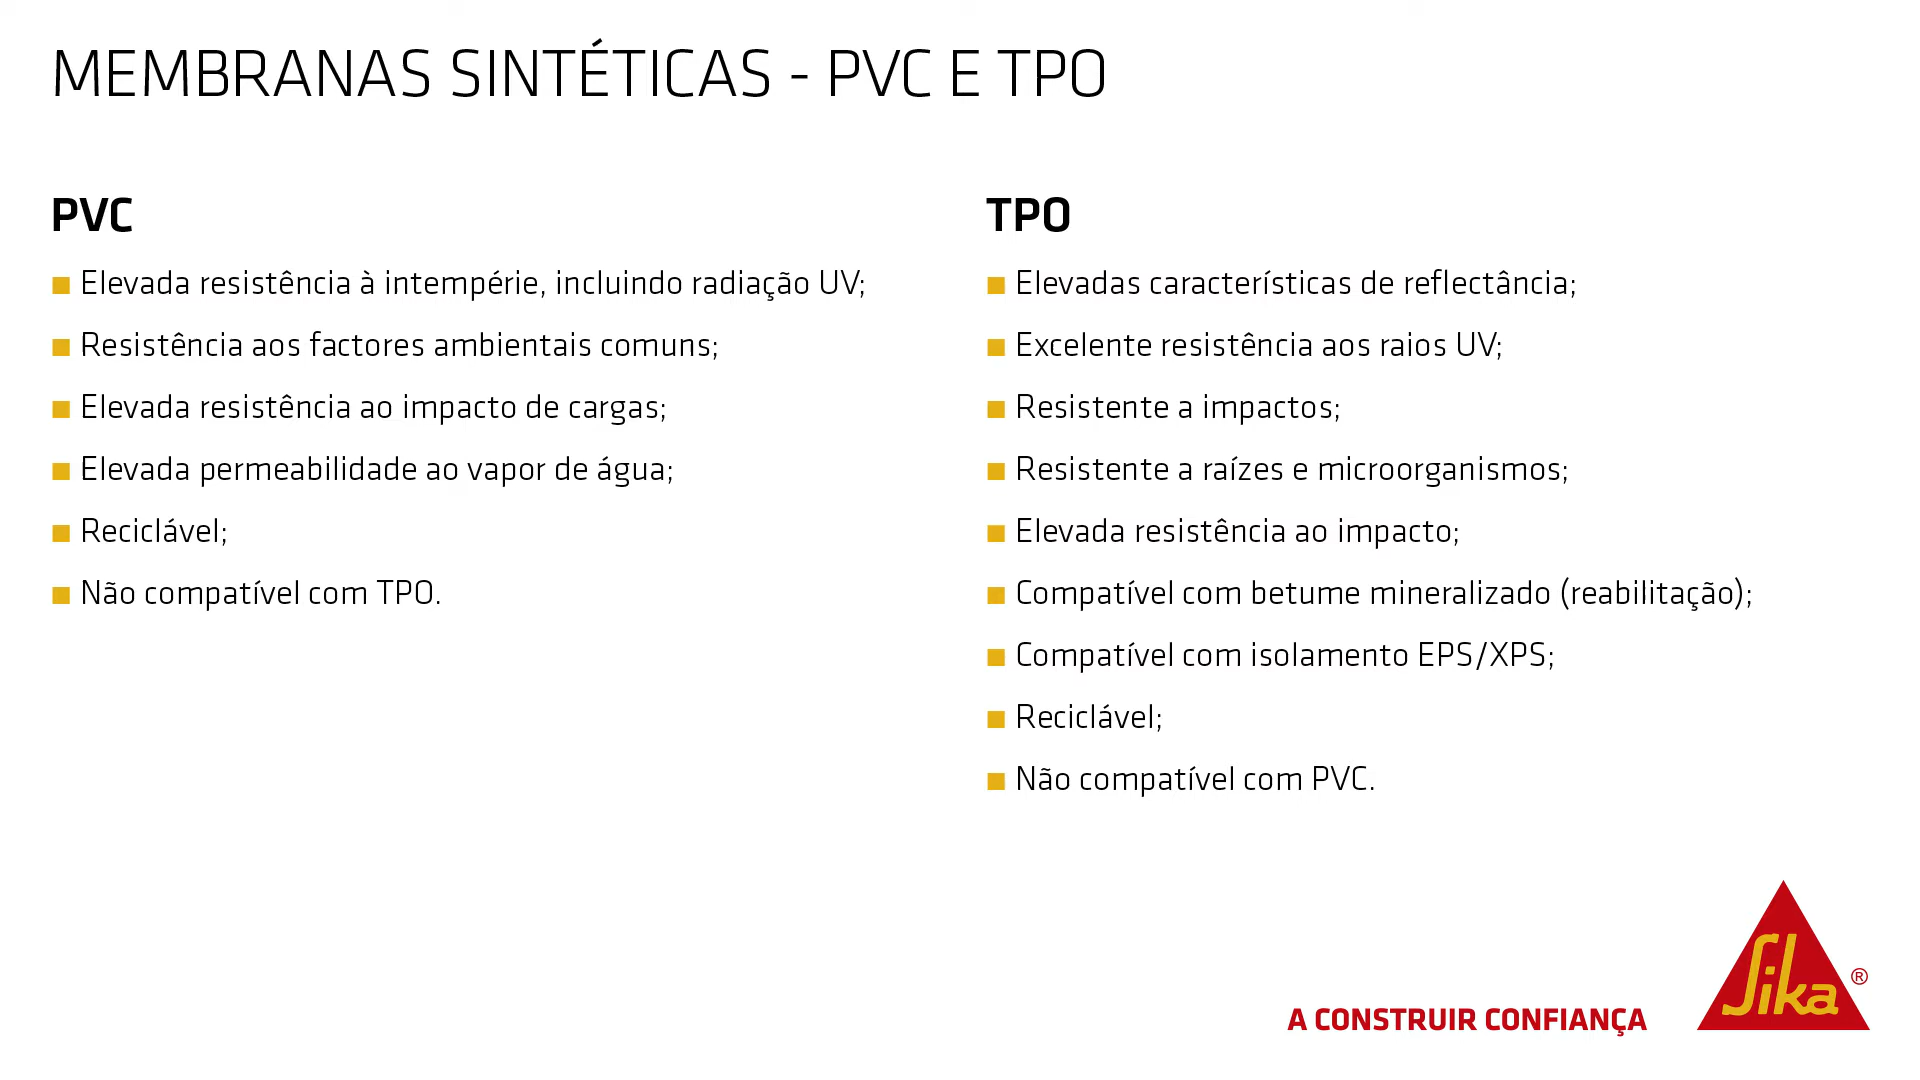 MEMBRANAS SINTÉTICAS - PVC E TPO
PVC
Elevada resistência à intempérie, incluindo radiação UV;
Resistência aos factores ambientais comuns;
Elevada resistência ao impacto de cargas;
Elevada permeabilidade ao vapor de água;
Reciclável;
Não compatível com TPO.
TPO
Elevadas características de reflectância;
Excelente resistência aos raios UV;
Resistente a impactos;
Resistente a raízes e microorganismos;
Elevada resistência ao impacto;
Compatível com betume mineralizado (reabilitação);
Compatível com isolamento EPS/XPS;
Reciclável;
Não compatível com PVC.
A CONSTRUIR CONFIANÇA
Sika®